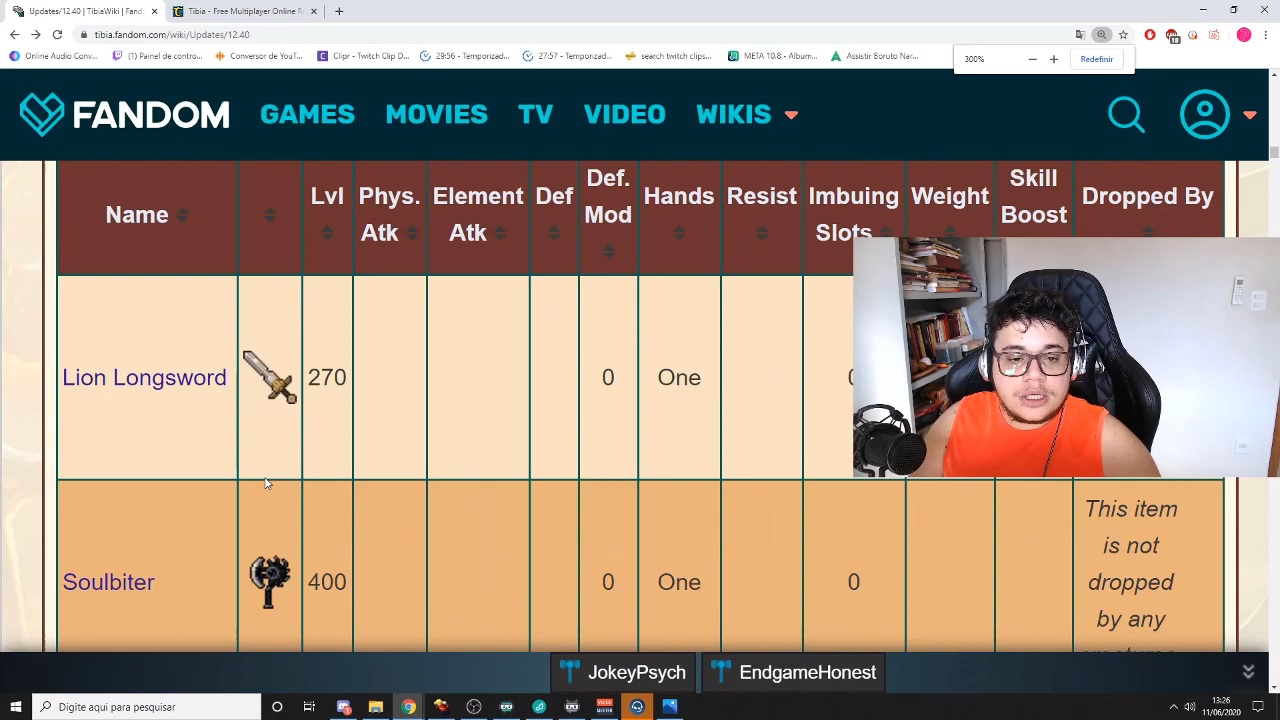 Updates/12.40 | TibiaWiki | Fand
Tibia - Free Multiplayer Online R
tibia.fandom.com/wiki/Updates/12.40
Online Audio Conv...
(1) Panel de contro...
Conversor de YouT...
Clipr - Twitch Clip D...
29:56 - Temporizad...
27:57 - Temporizad...
search twitch clips...
META 10.8 - Album...
Assistir Boruto Nar...
300%
Redefinir
FANDOM
GAMES
MOVIES
TV
VIDEO
WIKIS
Name
Lvl
Phys.
Atk
Element
Atk
Def
Def.
Mod
Hands
Resist
Imbuing
Slots
Weight
Skill
Boost
Dropped By
Lion Longsword
270
0
One
Soulbiter
400
0
One
0
This item
is not
dropped
by any
JokeyPsych
EndgameHonest
Digite aqui para pesquisar
13:26
11/06/2020